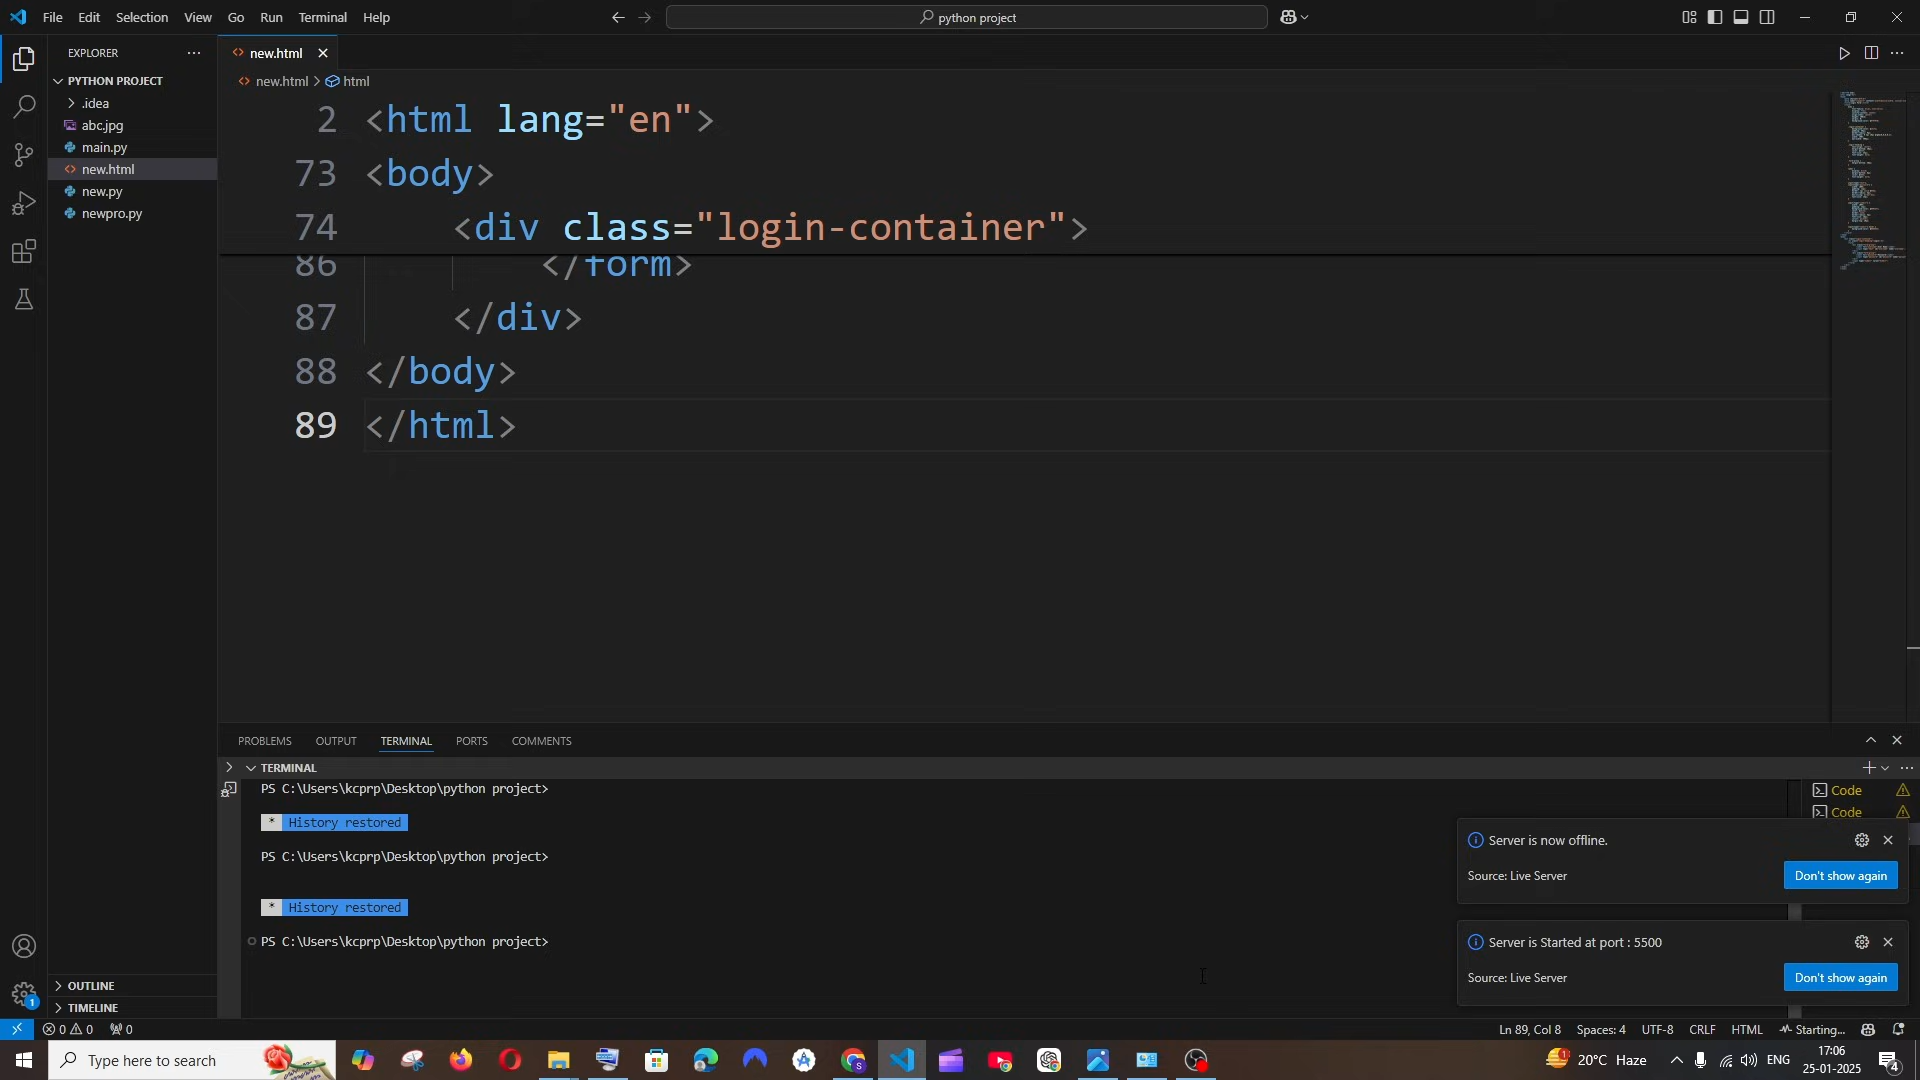 File Edit Selection View Go Run Terminal Help
python project
EXPLORER
new.html
PYTHON PROJECT
new.html > html
.idea
abc.jpg
main.py
new.html
new.py
newpro.py
2 <html lang="en">
73 <body>
74 <div class="login-container">
86 </form>
87 </div>
88 </body>
89 </html>
PROBLEMS OUTPUT TERMINAL PORTS COMMENTS
TERMINAL
PS C:\Users\kcprp\Desktop\python project>
* History restored
PS C:\Users\kcprp\Desktop\python project>
* History restored
PS C:\Users\kcprp\Desktop\python project>
Code
Code
Server is now offline.
Source: Live Server
Don't show again
Server is Started at port : 5500
Source: Live Server
Don't show again
OUTLINE
TIMELINE
1
0 0 0
Ln 89, Col 8 Spaces: 4 UTF-8 CRLF HTML Starting...
Type here to search
1
20°C Haze
ENG
17:06
25-01-2025
4